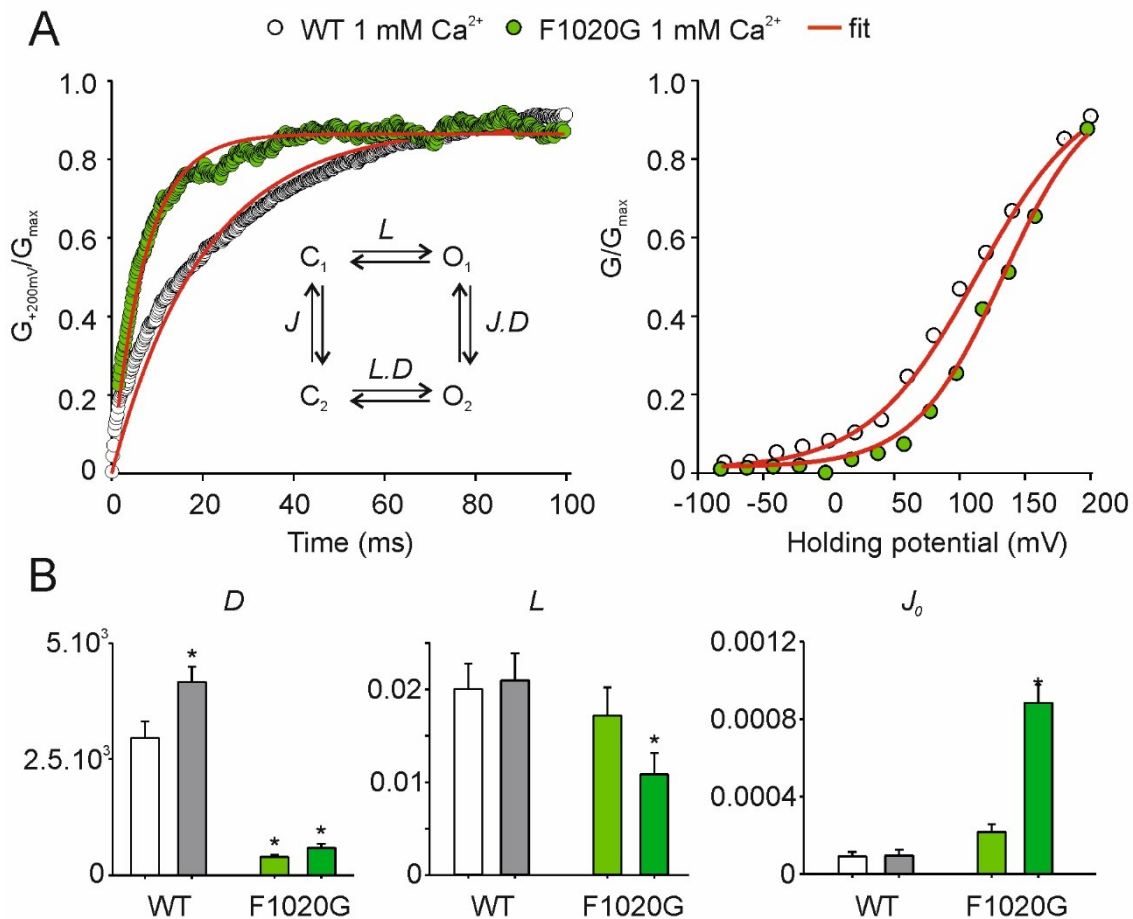 A
WT 1 mM Ca²⁺ F1020G 1 mM Ca²⁺ fit
G₊₂₀₀ₘᵥ/Gₘₐₓ
1.0
0.8
0.6
0.4
0.2
0
0 20 40 60 80 100
Time (ms)
C₁ L O₁
J J.D
C₂ L.D O₂
G/Gₘₐₓ
1.0
0.8
0.6
0.4
0.2
0
-100 -50 0 50 100 150 200
Holding potential (mV)
B
D L J₀
5.10³
2.5.10³
0
* * *
WT F1020G
0.02
0.01
0
*
WT F1020G
0.0012
0.0008
0.0004
0
*
WT F1020G